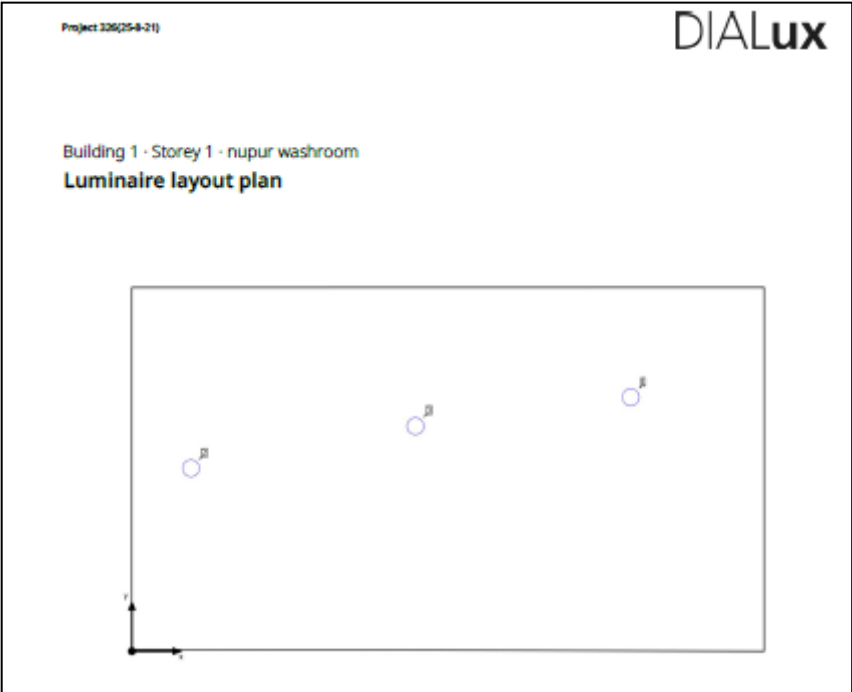 Project 326(25-8-21)
DIALux
Building 1 · Storey 1 · nupur washroom
Luminaire layout plan
Y
X